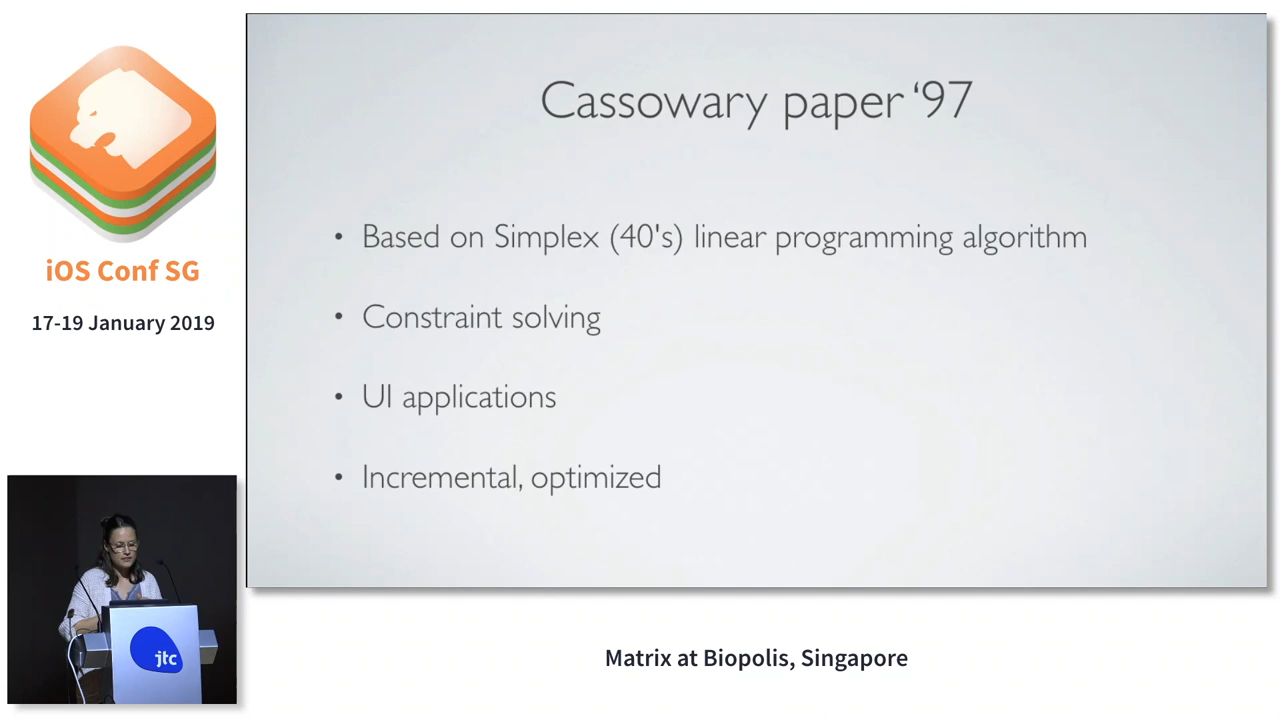 iOS Conf SG
17-19 January 2019
Cassowary paper ‘97
• Based on Simplex (40's) linear programming algorithm
• Constraint solving
• UI applications
• Incremental, optimized
jtc
Matrix at Biopolis, Singapore